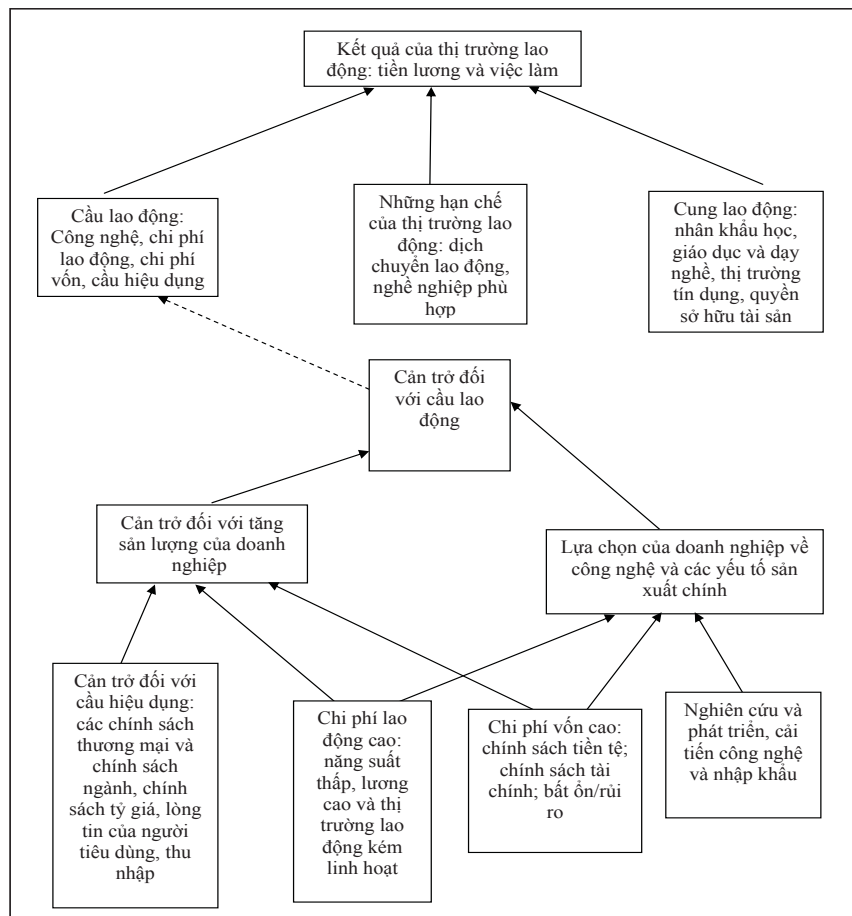 Kết quả của thị trường lao
động: tiền lương và việc làm
Cầu lao động:
Công nghệ, chi phí
lao động, chi phí
vốn, cầu hiệu dụng
Những hạn chế
của thị trường lao
động: dịch
chuyển lao động,
nghề nghiệp phù
hợp
Cung lao động:
nhân khẩu học,
giáo dục và dạy
nghề, thị trường
tín dụng, quyền
sở hữu tài sản
Cản trở đối
với cầu lao
động
Cản trở đối với tăng
sản lượng của doanh
nghiệp
Lựa chọn của doanh nghiệp về
công nghệ và các yếu tố sản
xuất chính
Cản trở đối với
cầu hiệu dụng:
các chính sách
thương mại và
chính sách
ngành, chính
sách tỷ giá, lòng
tin của người
tiêu dùng, thu
nhập
Chi phí lao
động cao:
năng suất
thấp, lương
cao và thị
trường lao
động kém
linh hoạt
Chi phí vốn cao:
chính sách tiền tệ;
chính sách tài
chính; bất ổn/rủi
ro
Nghiên cứu và
phát triển, cải
tiến công nghệ
và nhập khẩu